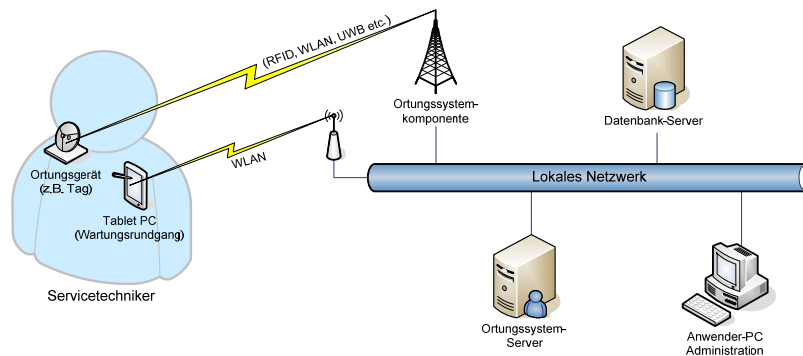 (RFID, WLAN, UWB etc.)
Ortungssystem-
komponente
Datenbank-Server
Ortungsgerät
(z.B. Tag)
WLAN
Lokales Netzwerk
Tablet PC
(Wartungsrundgang)
Servicetechniker
Ortungssystem-
Server
Anwender-PC
Administration